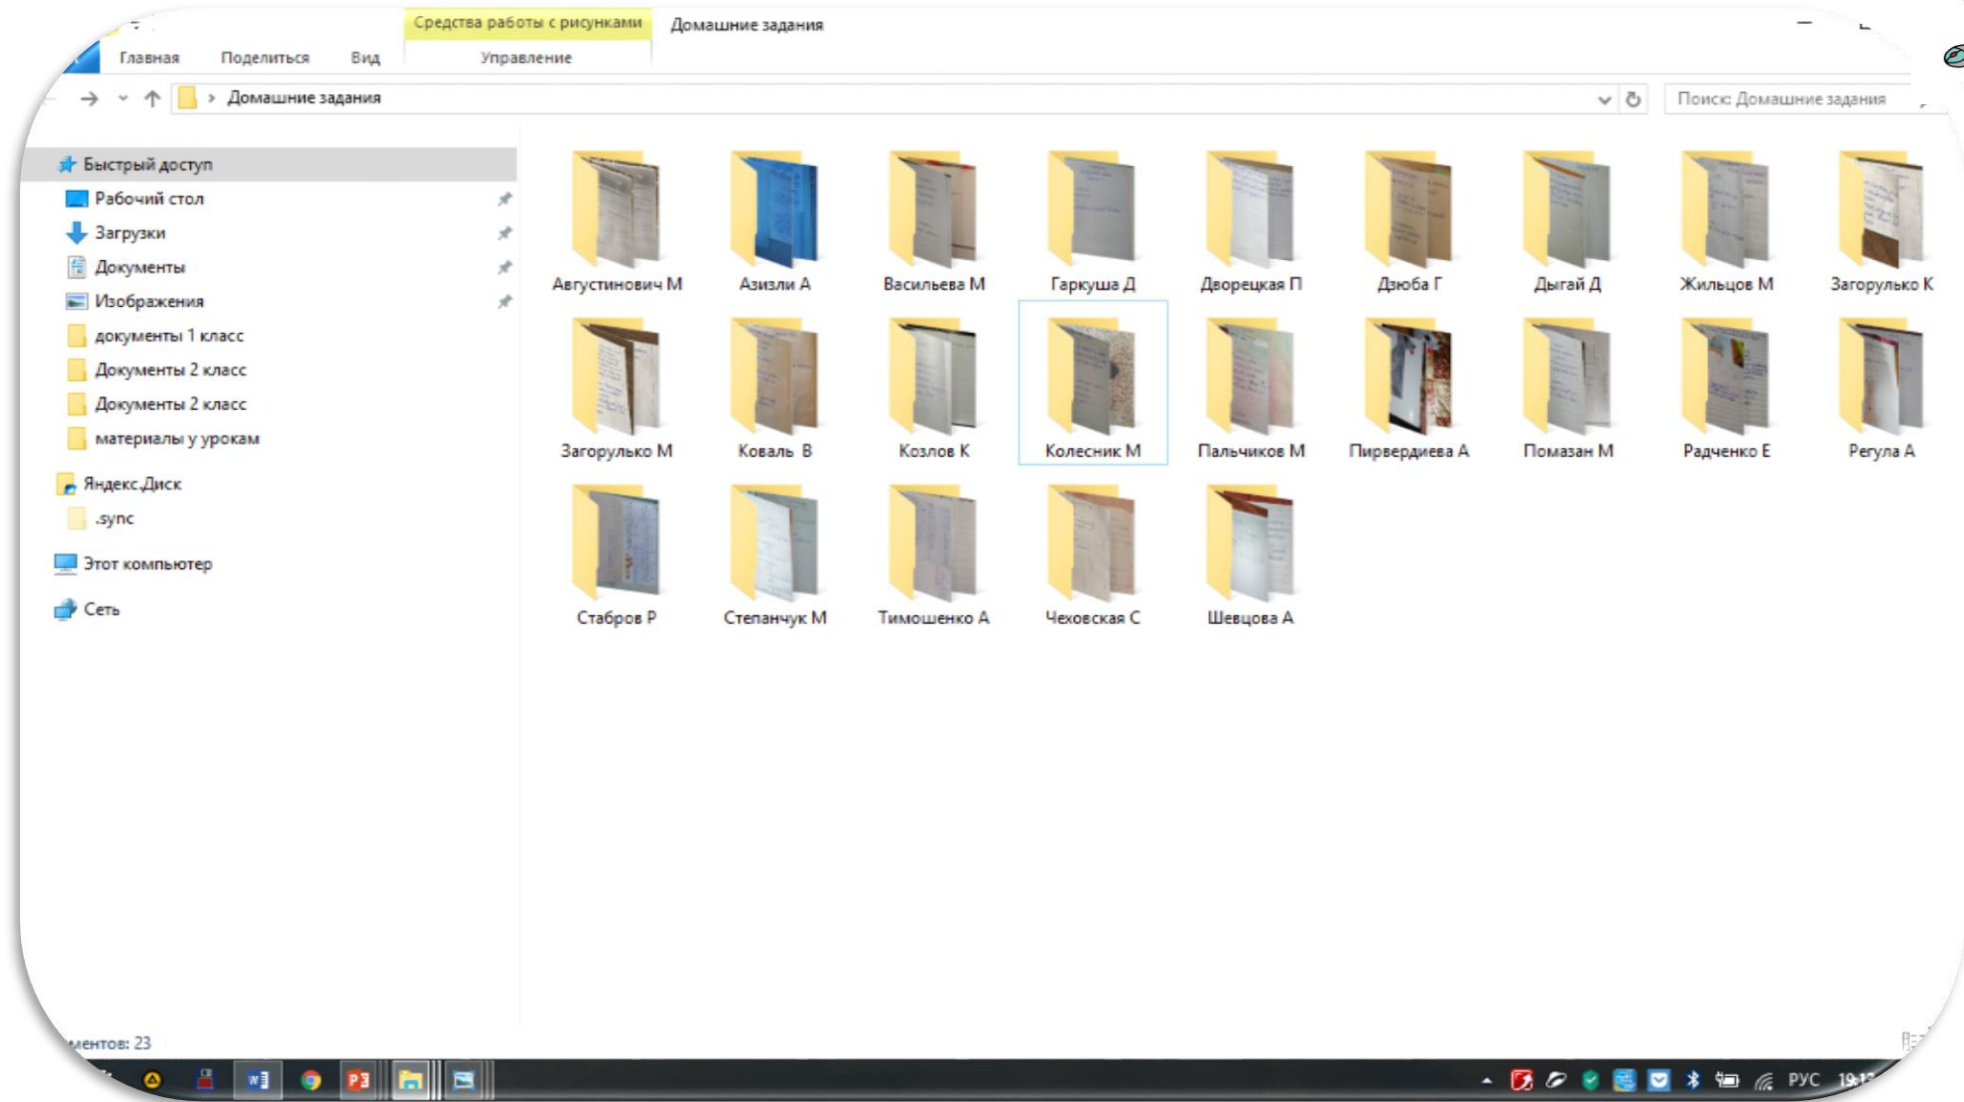 Средства работы с рисунками Домашние задания
Главная Поделиться Вид Управление
Домашние задания
Поиск: Домашние задания
Быстрый доступ
Рабочий стол
Загрузки
Документы
Изображения
документы 1 класс
Документы 2 класс
Документы 2 класс
материалы у урокам
Яндекс.Диск
.sync
Этот компьютер
Сеть
Августинович М Азизли А Васильева М Гаркуша Д Дворецкая П Дзюба Г Дыгай Д Жильцов М Загорулько К
Загорулько М Коваль В Козлов К Колесник М Пальчиков М Пирвердиева А Помазан М Радченко Е Регула А
Стабров Р Степанчук М Тимошенко А Чеховская С Шевцова А
ментов: 23
РУС